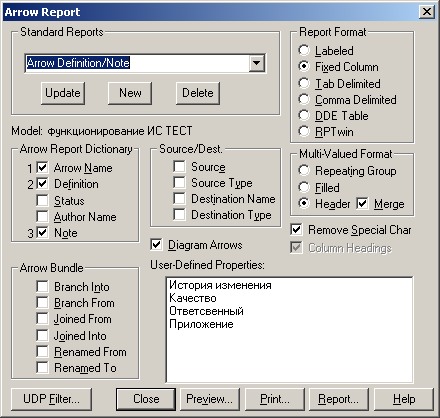 Arrow Report
Standard Reports
Arrow Definition/Note
Update New Delete
Model: функционирование ИС ТЕСТ
Arrow Report Dictionary
1 Arrow Name
2 Definition
Status
Author Name
3 Note
Source/Dest.
Source
Source Type
Destination Name
Destination Type
Diagram Arrows
Report Format
Labeled
Fixed Column
Tab Delimited
Comma Delimited
DDE Table
RPTwin
Multi-Valued Format
Repeating Group
Filled
Header Merge
Remove Special Char
Column Headings
Arrow Bundle
Branch Into
Branch From
Joined From
Joined Into
Renamed From
Renamed To
User-Defined Properties:
История изменения
Качество
Ответсвенный
Приложение
UDP Filter... Close Preview... Print... Report... Help